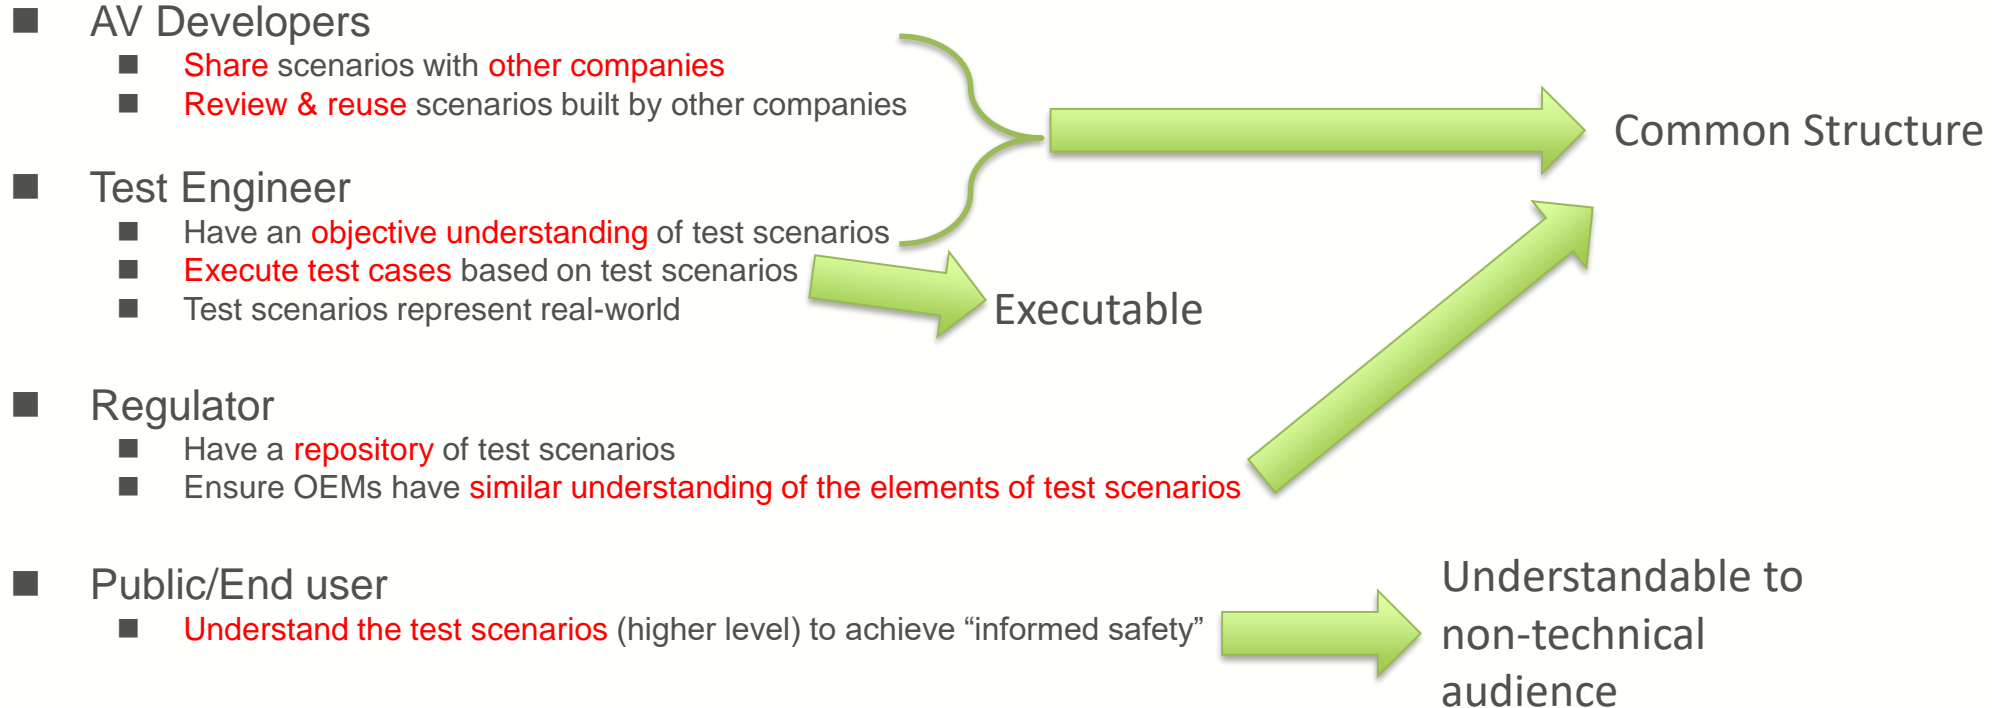 AV Developers
Share scenarios with other companies
Review & reuse scenarios built by other companies
Common Structure
Test Engineer
Have an objective understanding of test scenarios
Execute test cases based on test scenarios
Test scenarios represent real-world
Executable
Regulator
Have a repository of test scenarios
Ensure OEMs have similar understanding of the elements of test scenarios
Public/End user
Understand the test scenarios (higher level) to achieve “informed safety”
Understandable to
non-technical
audience